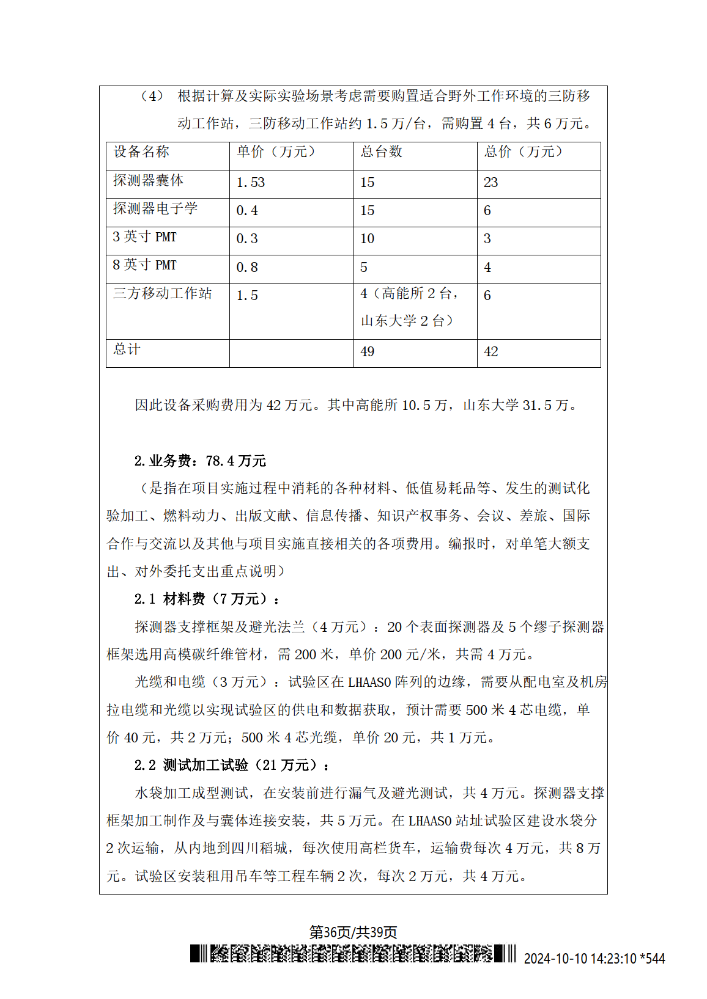 （4） 根据计算及实际实验场景考虑需要购置适合野外工作环境的三防移
动工作站，三防移动工作站约 1.5 万/台，需购置 4 台，共 6 万元。
设备名称 单价（万元） 总台数 总价（万元）
探测器囊体 1.53 15 23
探测器电子学 0.4 15 6
3 英寸 PMT 0.3 10 3
8 英寸 PMT 0.8 5 4
三方移动工作站 1.5 4（高能所 2 台， 6
山东大学 2 台）
总计 49 42
因此设备采购费用为 42 万元。其中高能所 10.5 万，山东大学 31.5 万。
2.业务费：78.4 万元
（是指在项目实施过程中消耗的各种材料、低值易耗品等、发生的测试化
验加工、燃料动力、出版文献、信息传播、知识产权事务、会议、差旅、国际
合作与交流以及其他与项目实施直接相关的各项费用。编报时，对单笔大额支
出、对外委托支出重点说明）
2.1 材料费（7 万元）：
探测器支撑框架及避光法兰（4 万元）：20 个表面探测器及 5 个缪子探测器
框架选用高模碳纤维管材，需 200 米，单价 200 元/米，共需 4 万元。
光缆和电缆（3 万元）：试验区在 LHAASO 阵列的边缘，需要从配电室及机房
拉电缆和光缆以实现试验区的供电和数据获取，预计需要 500 米 4 芯电缆，单
价 40 元，共 2 万元；500 米 4 芯光缆，单价 20 元，共 1 万元。
2.2 测试加工试验（21 万元）：
水袋加工成型测试，在安装前进行漏气及避光测试，共 4 万元。探测器支撑
框架加工制作及与囊体连接安装，共 5 万元。在 LHAASO 站址试验区建设水袋分
2 次运输，从内地到四川稻城，每次使用高栏货车，运输费每次 4 万元，共 8 万
元。试验区安装租用吊车等工程车辆 2 次，每次 2 万元，共 4 万元。
第36页/共39页
2024-10-10 14:23:10 *544